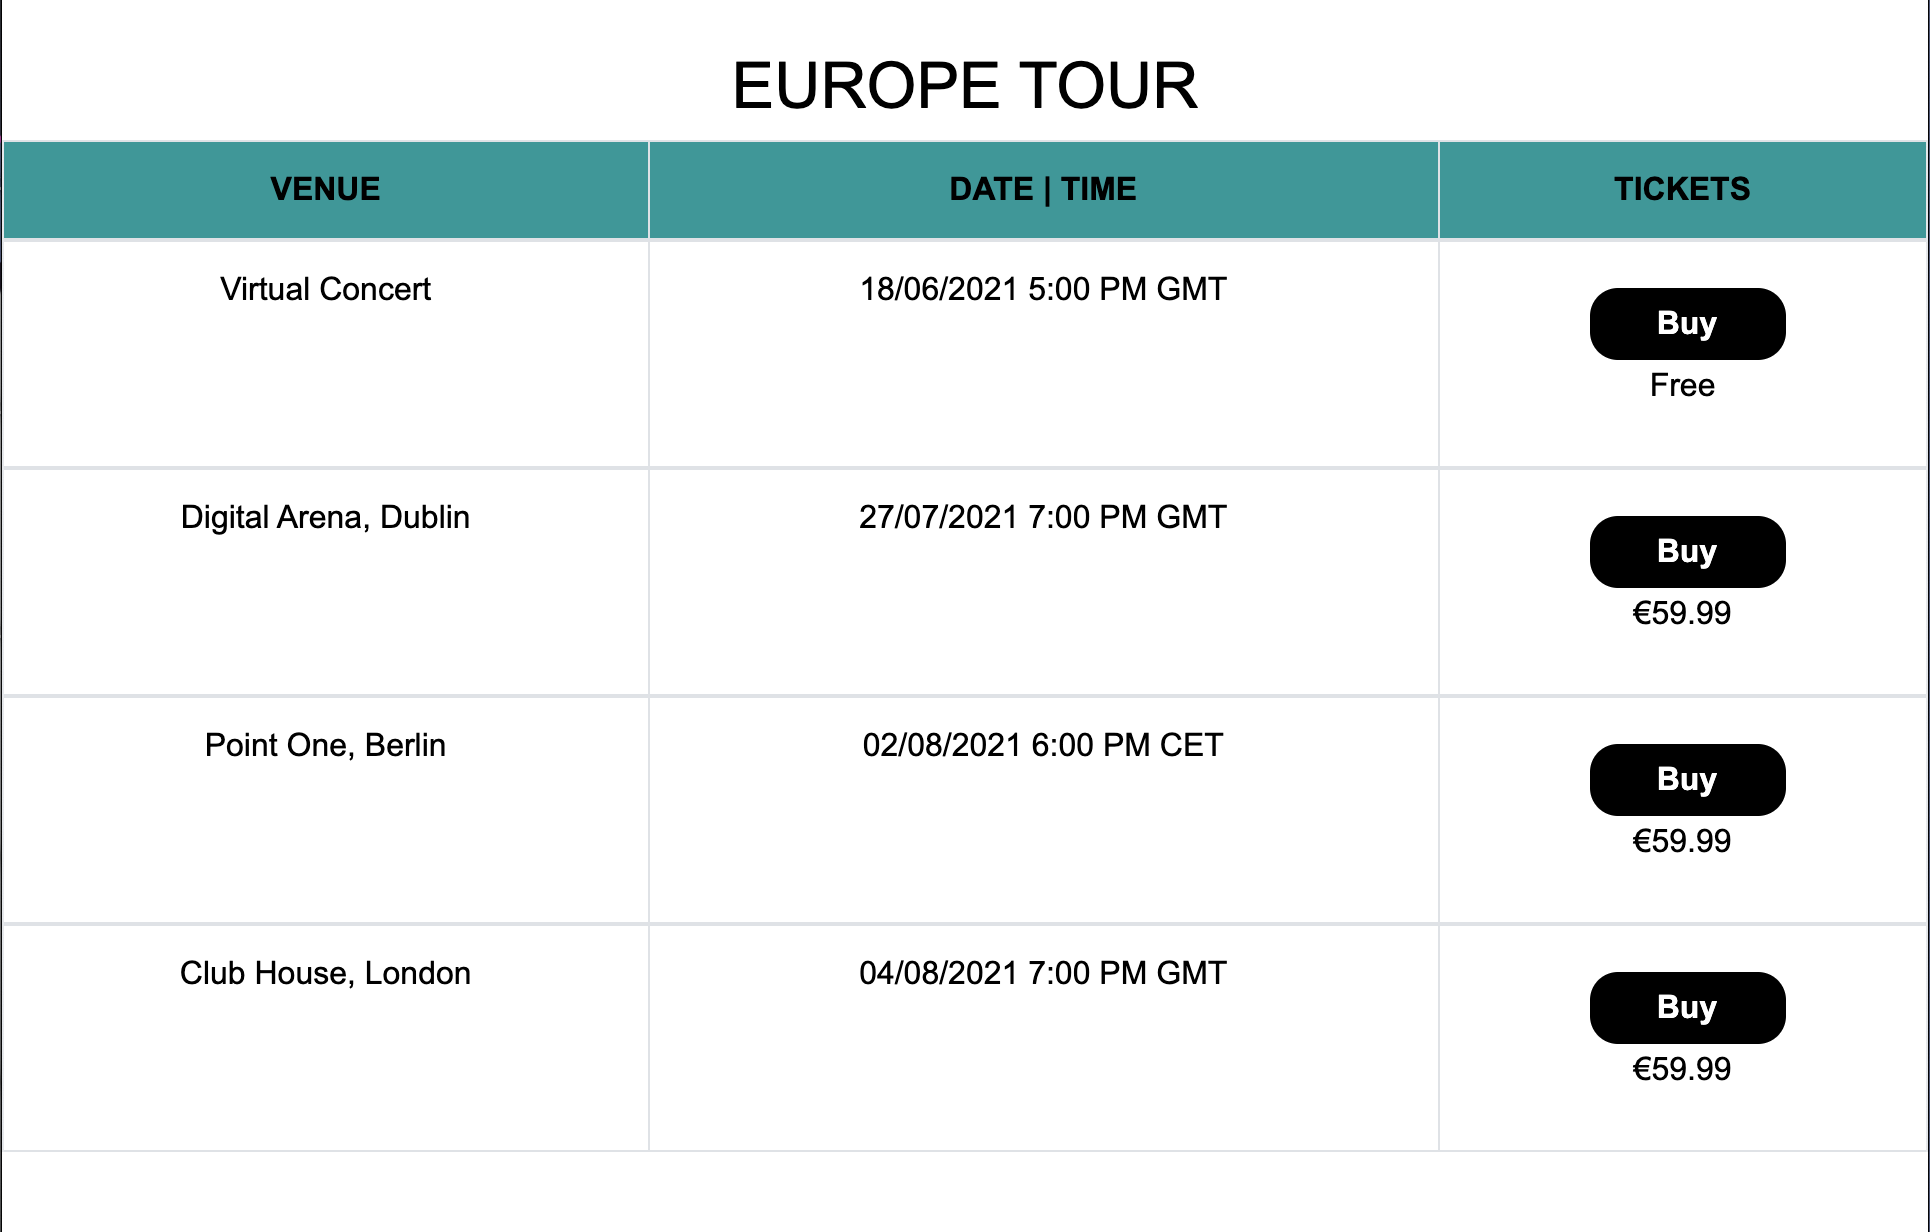 EUROPE TOUR
VENUE DATE | TIME TICKETS
Virtual Concert 18/06/2021 5:00 PM GMT
Buy
Free
Digital Arena, Dublin 27/07/2021 7:00 PM GMT
Buy
€59.99
Point One, Berlin 02/08/2021 6:00 PM CET
Buy
€59.99
Club House, London 04/08/2021 7:00 PM GMT
Buy
€59.99